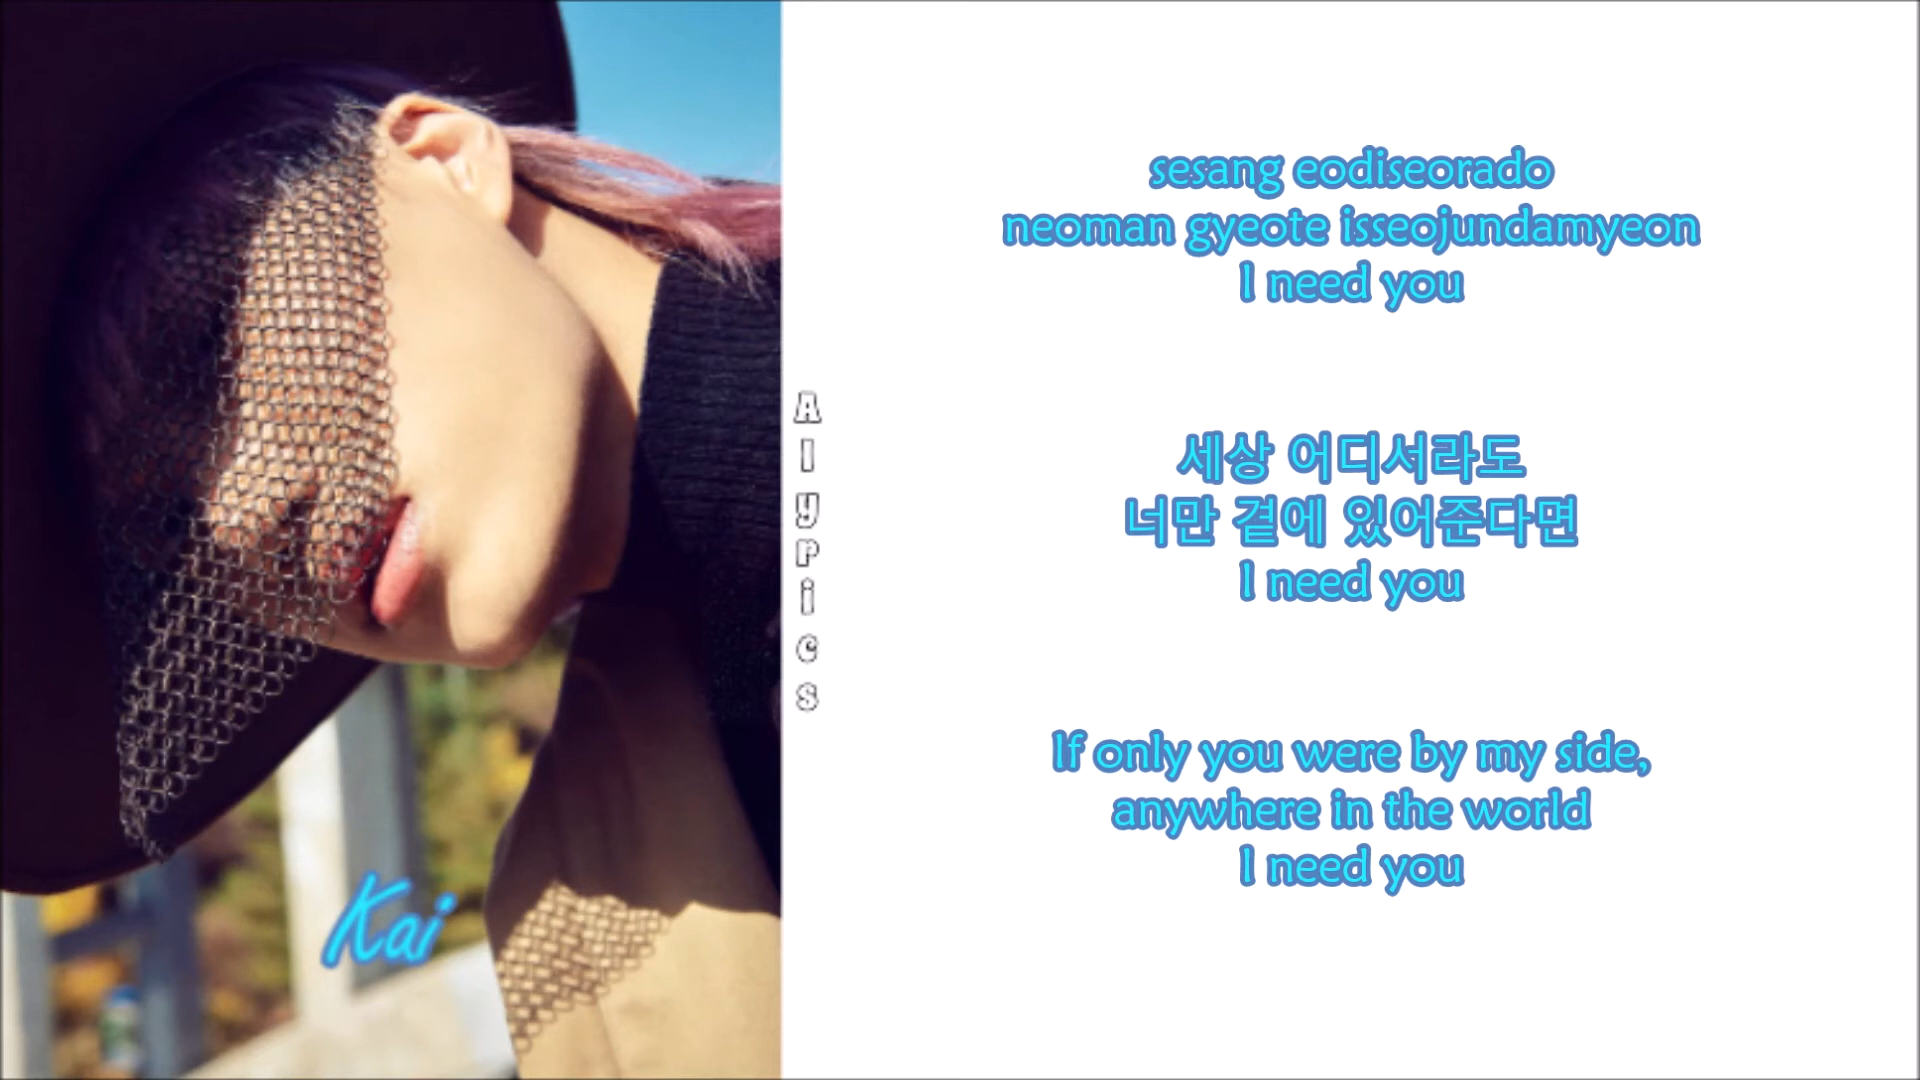 Kai
Alypics
sesang eodiseorado
neoman gyeote isseojundamyeon
I need you
세상 어디서라도
너만 곁에 있어준다면
I need you
If only you were by my side,
anywhere in the world
I need you